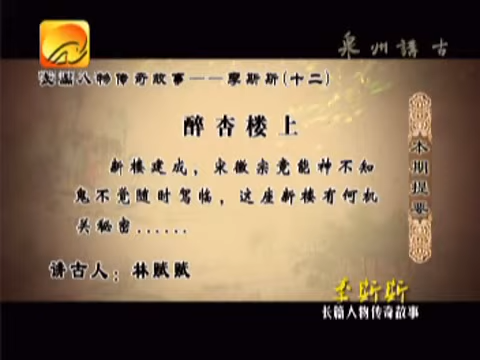 泉州講古
长篇人物传奇故事——李师师(十二)
醉杏楼上
新楼建成，宋徽宗竟能神不知
鬼不觉随时驾临，这座新楼有何机
关秘密......
讲古人：林赋赋
本期提要
李师师
长篇人物传奇故事